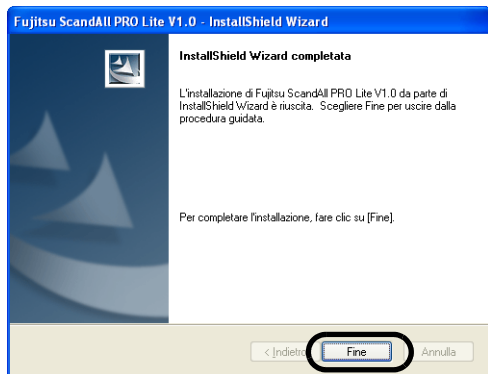 Fujitsu ScandAll PRO Lite V1.0 - InstallShield Wizard
InstallShield Wizard completata
L'installazione di Fujitsu ScandAll PRO Lite V1.0 da parte di
InstallShield Wizard è riuscita. Scegliere Fine per uscire dalla
procedura guidata.
Per completare l'installazione, fare clic su [Fine].
< Indietro Fine Annulla